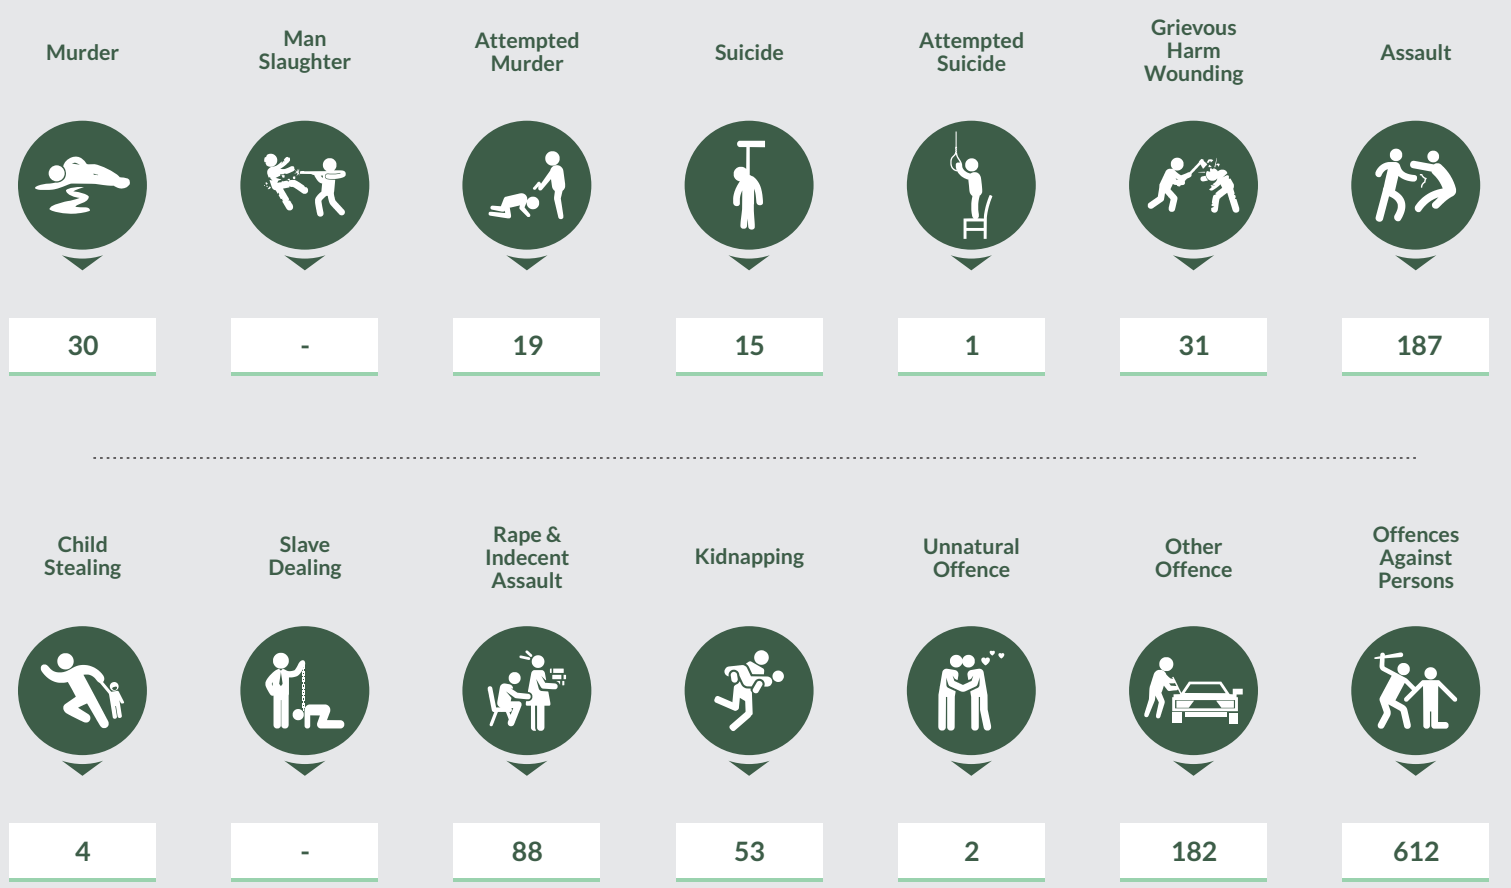 Murder
Man
Slaughter
Attempted
Murder
Suicide
Attempted
Suicide
Grievous
Harm
Wounding
Assault
30
-
19
15
1
31
187
Child
Stealing
Slave
Dealing
Rape &
Indecent
Assault
Kidnapping
Unnatural
Offence
Other
Offence
Offences
Against
Persons
4
-
88
53
2
182
612